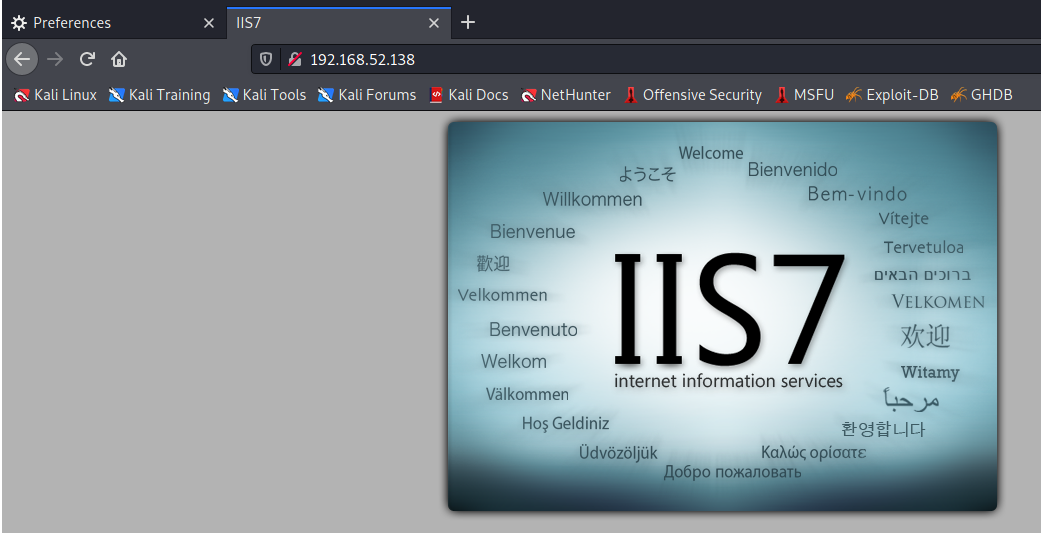 Preferences
IIS7
192.168.52.138
Kali Linux
Kali Training
Kali Tools
Kali Forums
Kali Docs
NetHunter
Offensive Security
MSFU
Exploit-DB
GHDB
Welcome
ようこそ
Bienvenido
Willkommen
Bem-vindo
Vítejte
Bienvenue
Tervetuloa
歡迎
ברוכים הבאים
Velkommen
VELKOMEN
Benvenuto
欢迎
Welkom
Witamy
Välkommen
مرحباً
Hoş Geldiniz
환영합니다
Üdvözöljük
Καλώς ορίσατε
Добро пожаловать
IIS7
internet information services